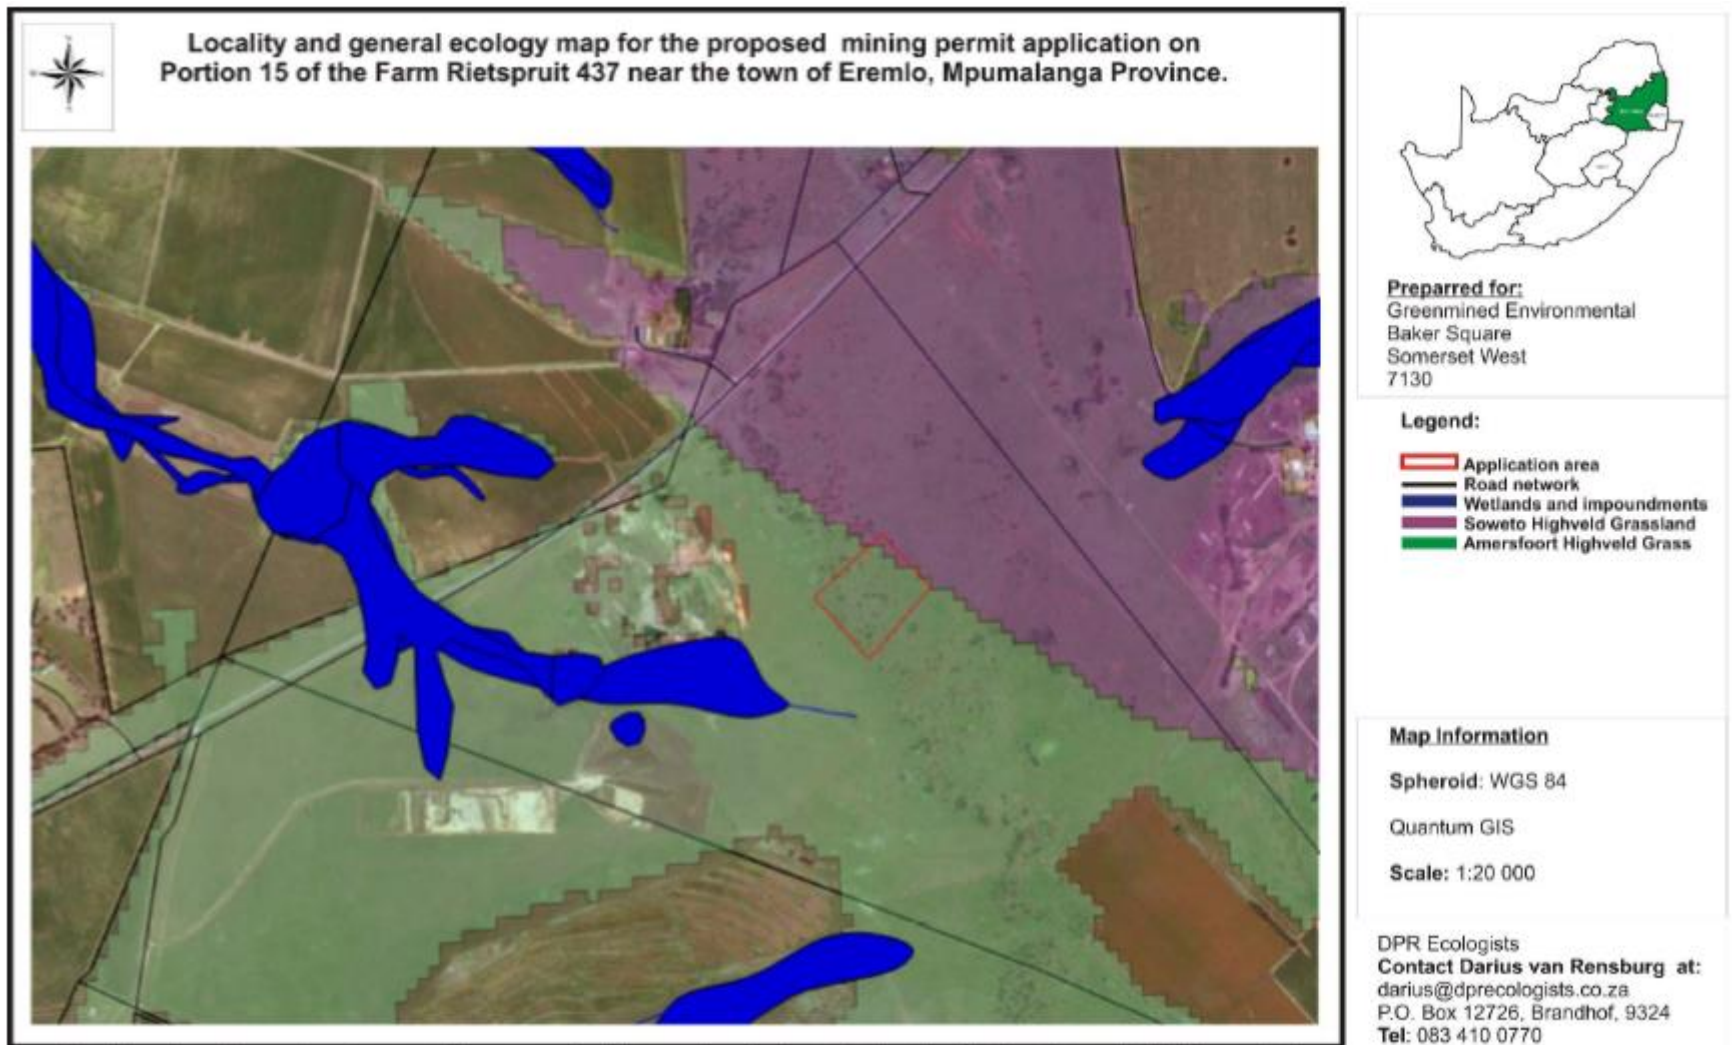 Locality and general ecology map for the proposed mining permit application on
Portion 15 of the Farm Rietspruit 437 near the town of Eremlo, Mpumalanga Province.
Preparred for:
Greenmined Environmental
Baker Square
Somerset West
7130
Legend:
Application area
Road network
Wetlands and impoundments
Soweto Highveld Grassland
Amersfoort Highveld Grass
Map Information
Spheroid: WGS 84
Quantum GIS
Scale: 1:20 000
DPR Ecologists
Contact Darius van Rensburg at:
darius@dprecologists.co.za
P.O. Box 12726, Brandhof, 9324
Tel: 083 410 0770